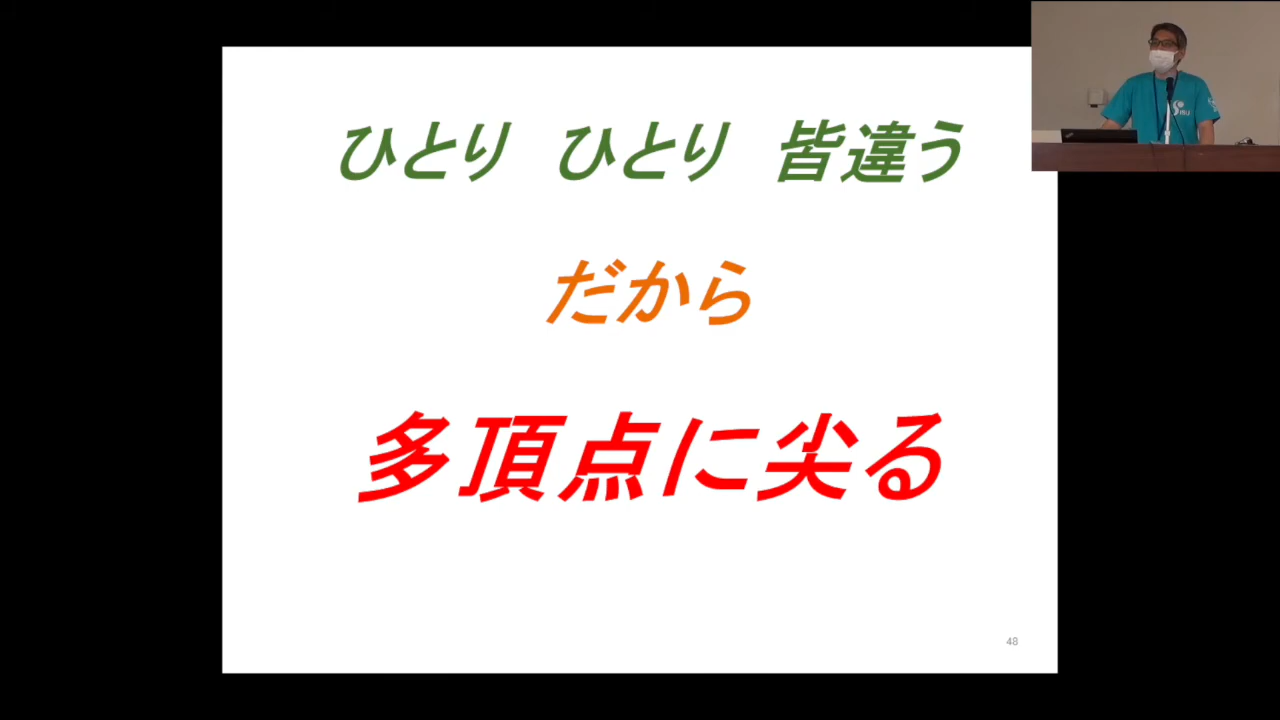 ひとり　ひとり　皆違う
だから
多頂点に尖る
48